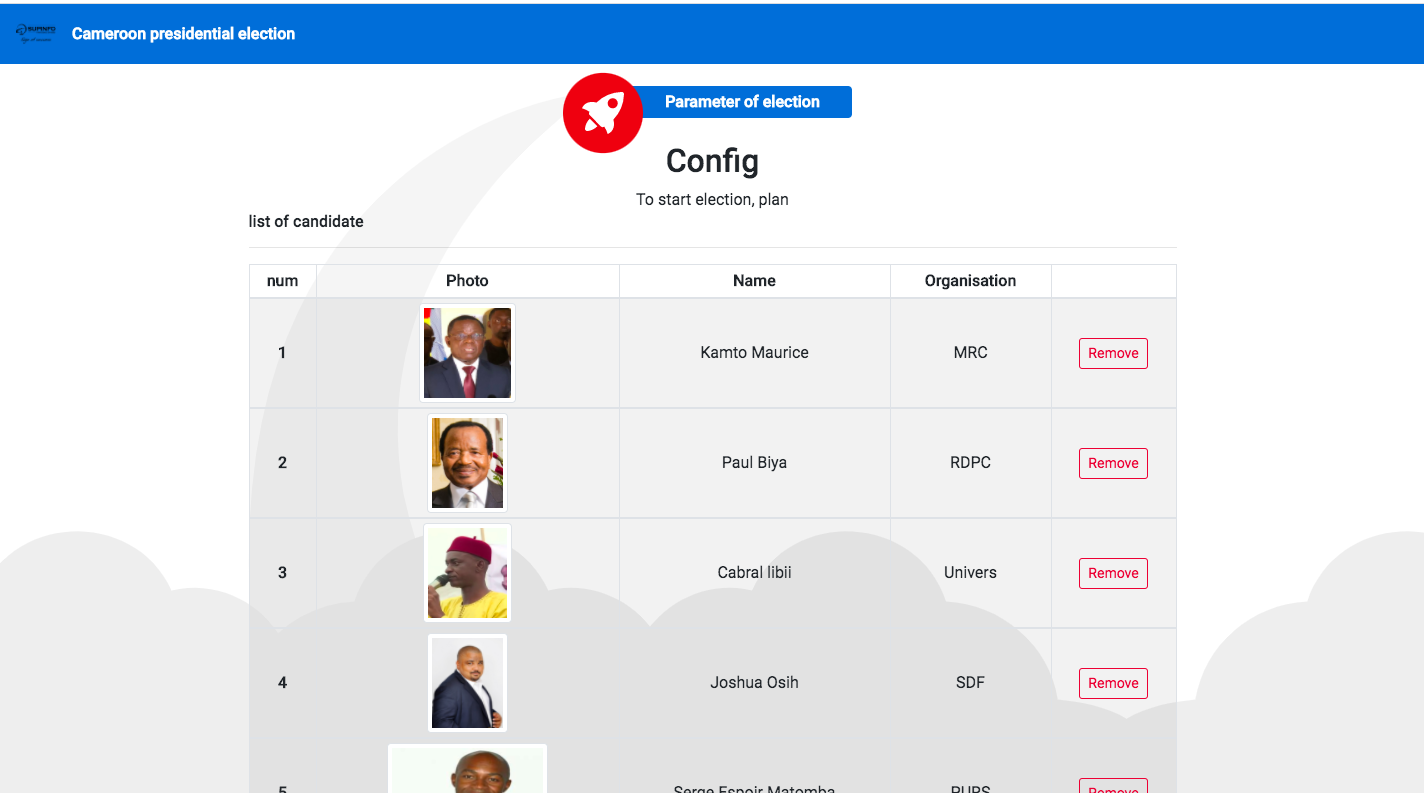 SUPINFO
Cameroon presidential election
Parameter of election
Config
To start election, plan
list of candidate
num Photo Name Organisation
1 Kamto Maurice MRC Remove
2 Paul Biya RDPC Remove
3 Cabral libii Univers Remove
4 Joshua Osih SDF Remove
5 Serge Espoir Matomba PURS Remove